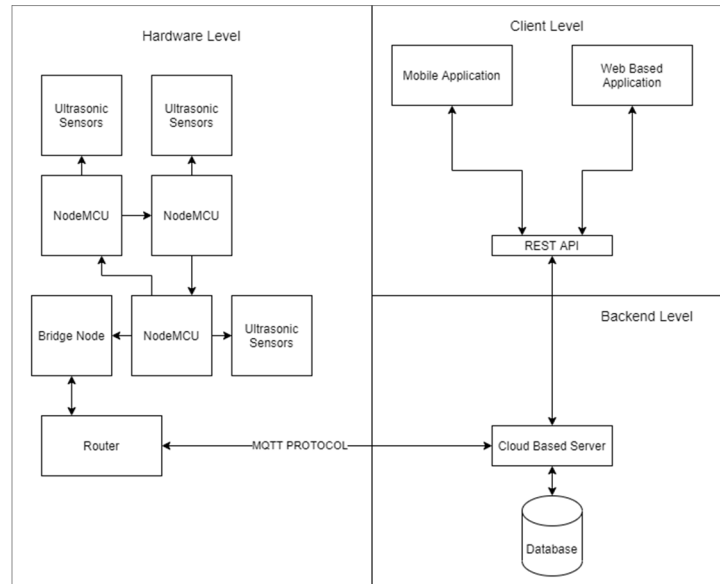 Hardware Level
Client Level
Mobile Application
Web Based
Application
Ultrasonic
Sensors
Ultrasonic
Sensors
NodeMCU
NodeMCU
REST API
Backend Level
Bridge Node
NodeMCU
Ultrasonic
Sensors
Router
MQTT PROTOCOL
Cloud Based Server
Database